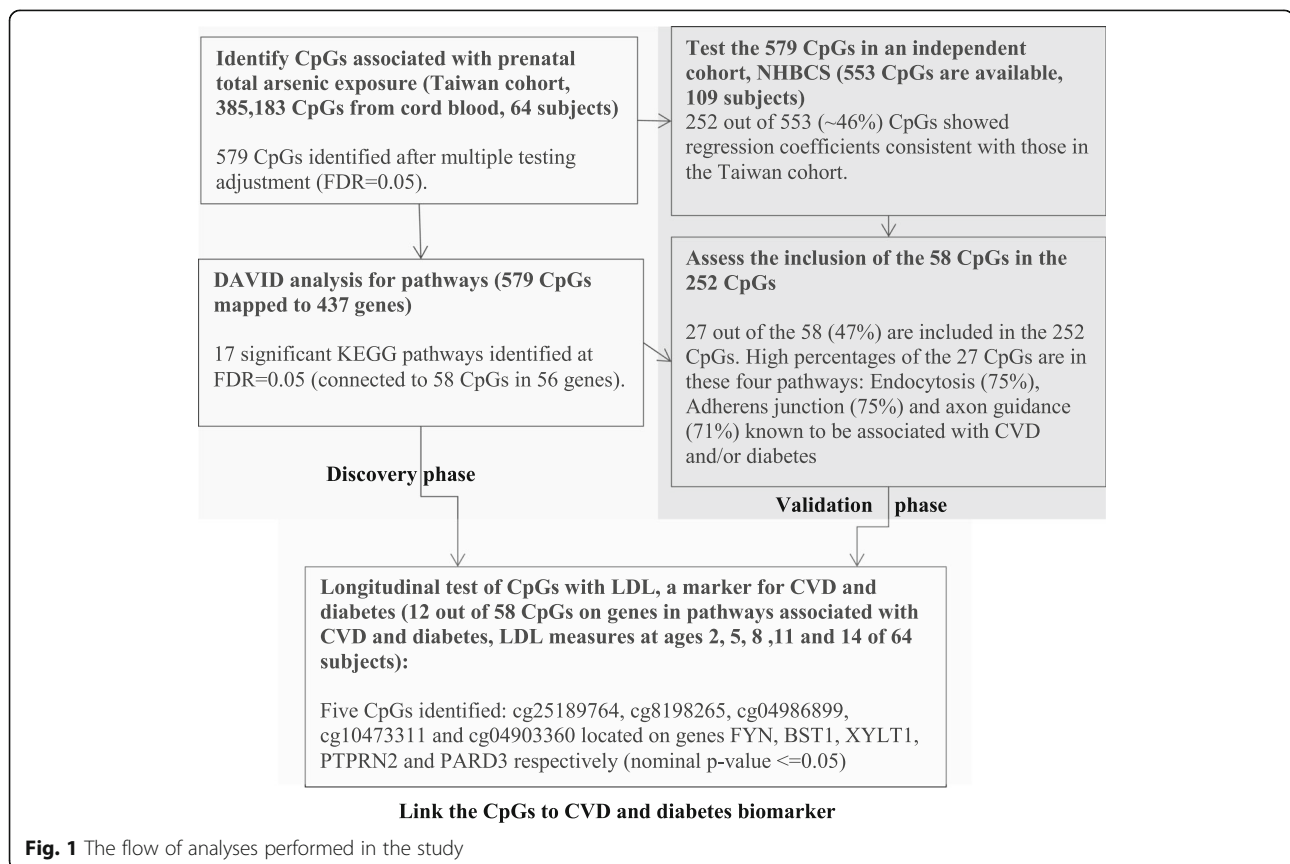 Identify CpGs associated with prenatal
total arsenic exposure (Taiwan cohort,
385,183 CpGs from cord blood, 64 subjects)
579 CpGs identified after multiple testing
adjustment (FDR=0.05).
Test the 579 CpGs in an independent
cohort, NHBCS (553 CpGs are available,
109 subjects)
252 out of 553 (~46%) CpGs showed
regression coefficients consistent with those in
the Taiwan cohort.
DAVID analysis for pathways (579 CpGs
mapped to 437 genes)
17 significant KEGG pathways identified at
FDR=0.05 (connected to 58 CpGs in 56 genes).
Assess the inclusion of the 58 CpGs in the
252 CpGs
27 out of the 58 (47%) are included in the 252
CpGs. High percentages of the 27 CpGs are in
these four pathways: Endocytosis (75%),
Adherens junction (75%) and axon guidance
(71%) known to be associated with CVD
and/or diabetes
Discovery phase
Validation phase
Longitudinal test of CpGs with LDL, a marker for CVD and
diabetes (12 out of 58 CpGs on genes in pathways associated with
CVD and diabetes, LDL measures at ages 2, 5, 8 ,11 and 14 of 64
subjects):
Five CpGs identified: cg25189764, cg8198265, cg04986899,
cg10473311 and cg04903360 located on genes FYN, BST1, XYLT1,
PTPRN2 and PARD3 respectively (nominal p-value <=0.05)
Link the CpGs to CVD and diabetes biomarker
Fig. 1 The flow of analyses performed in the study